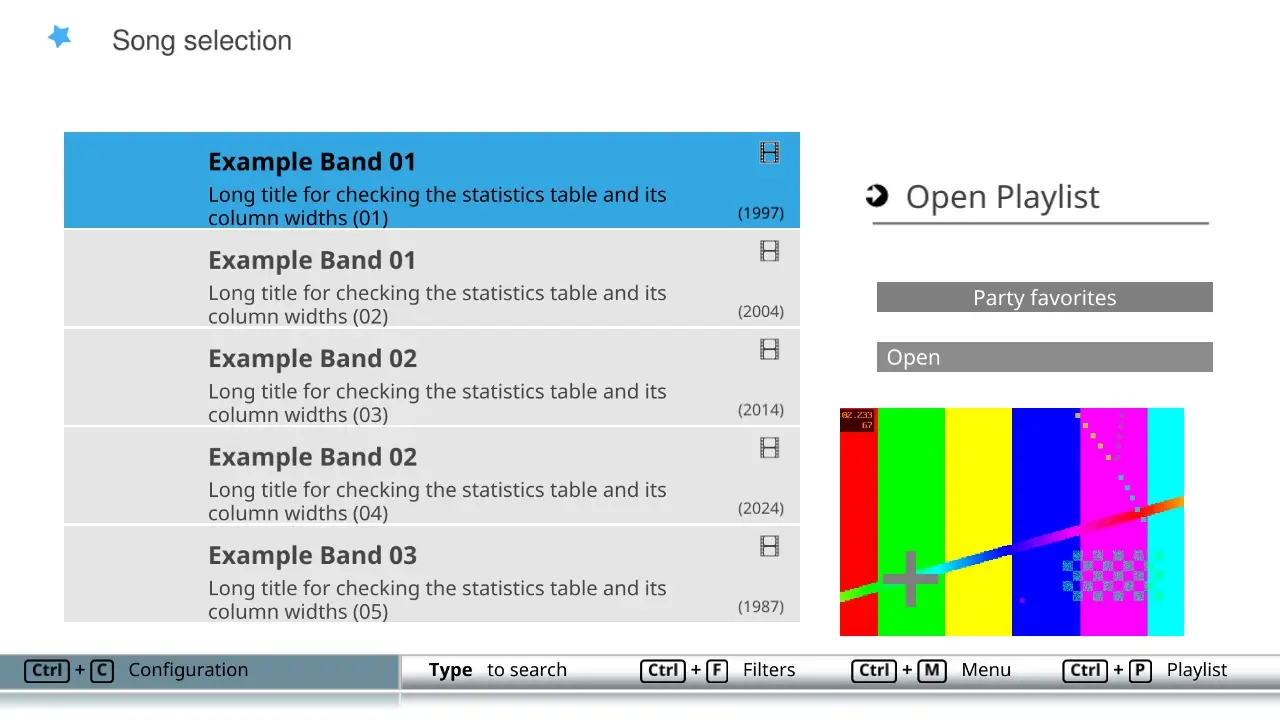 Song selection
Example Band 01
Long title for checking the statistics table and its
column widths (01)
(1997)
Example Band 01
Long title for checking the statistics table and its
column widths (02)
(2004)
Example Band 02
Long title for checking the statistics table and its
column widths (03)
(2014)
Example Band 02
Long title for checking the statistics table and its
column widths (04)
(2024)
Example Band 03
Long title for checking the statistics table and its
column widths (05)
(1987)
Open Playlist
Party favorites
Open
02.233
67
Ctrl + C Configuration
Type to search
Ctrl + F Filters
Ctrl + M Menu
Ctrl + P Playlist